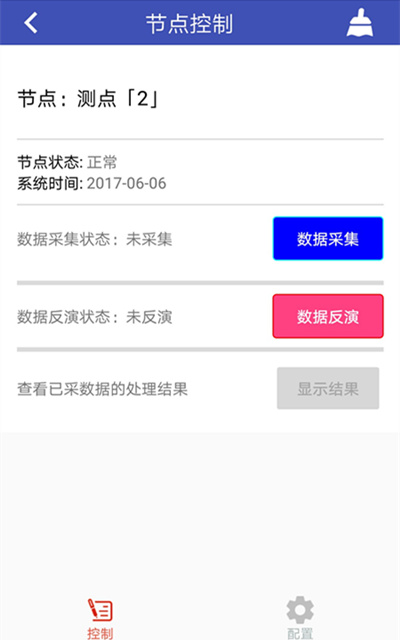 节点控制
节点：测点「2」
节点状态: 正常
系统时间: 2017-06-06
数据采集状态：未采集
数据采集
数据反演状态：未反演
数据反演
查看已采数据的处理结果
显示结果
控制
配置